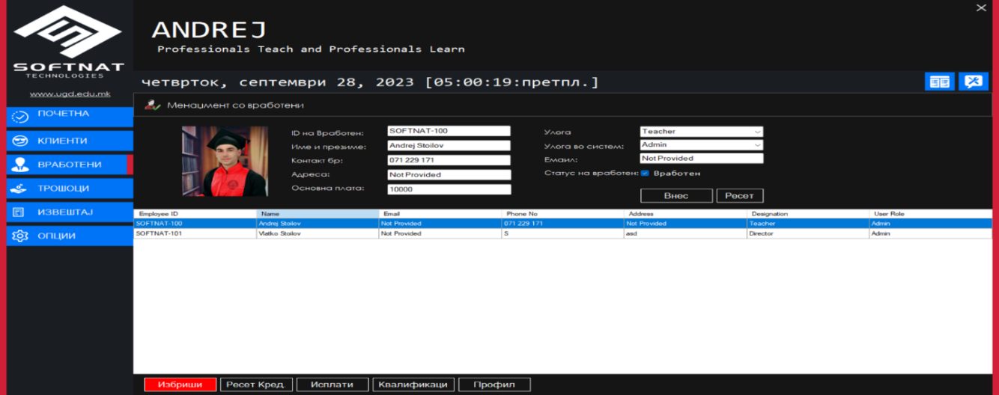 ANDREJ
Professionals Teach and Professionals Learn
SOFTNAT
TECHNOLOGIES
www.ugd.edu.mk
четврток, септември 28, 2023 [05:00:19:претпл.]
Менаџмент со вработени
ПОЧЕТНА
КЛИЕНТИ
ВРАБОТЕНИ
ТРОШОЦИ
ИЗВЕШТАЈ
ОПЦИИ
ID на Вработен: SOFTNAT-100 Улога Teacher
Име и презиме: Andrej Stoilov Улога во систем: Admin
Контакт бр: 071 229 171 Емаил: Not Provided
Адреса: Not Provided Статус на вработен: Вработен
Основна плата: 10000
Внес Ресет
Employee ID Name Email Phone No Address Designation User Role
SOFTNAT-100 Andrej Stoilov Not Provided 071 229 171 Not Provided Teacher Admin
SOFTNAT-101 Vlatko Stoilov Not Provided S asd Director Admin
Избриши Ресет Кред. Исплати Квалификаци Профил